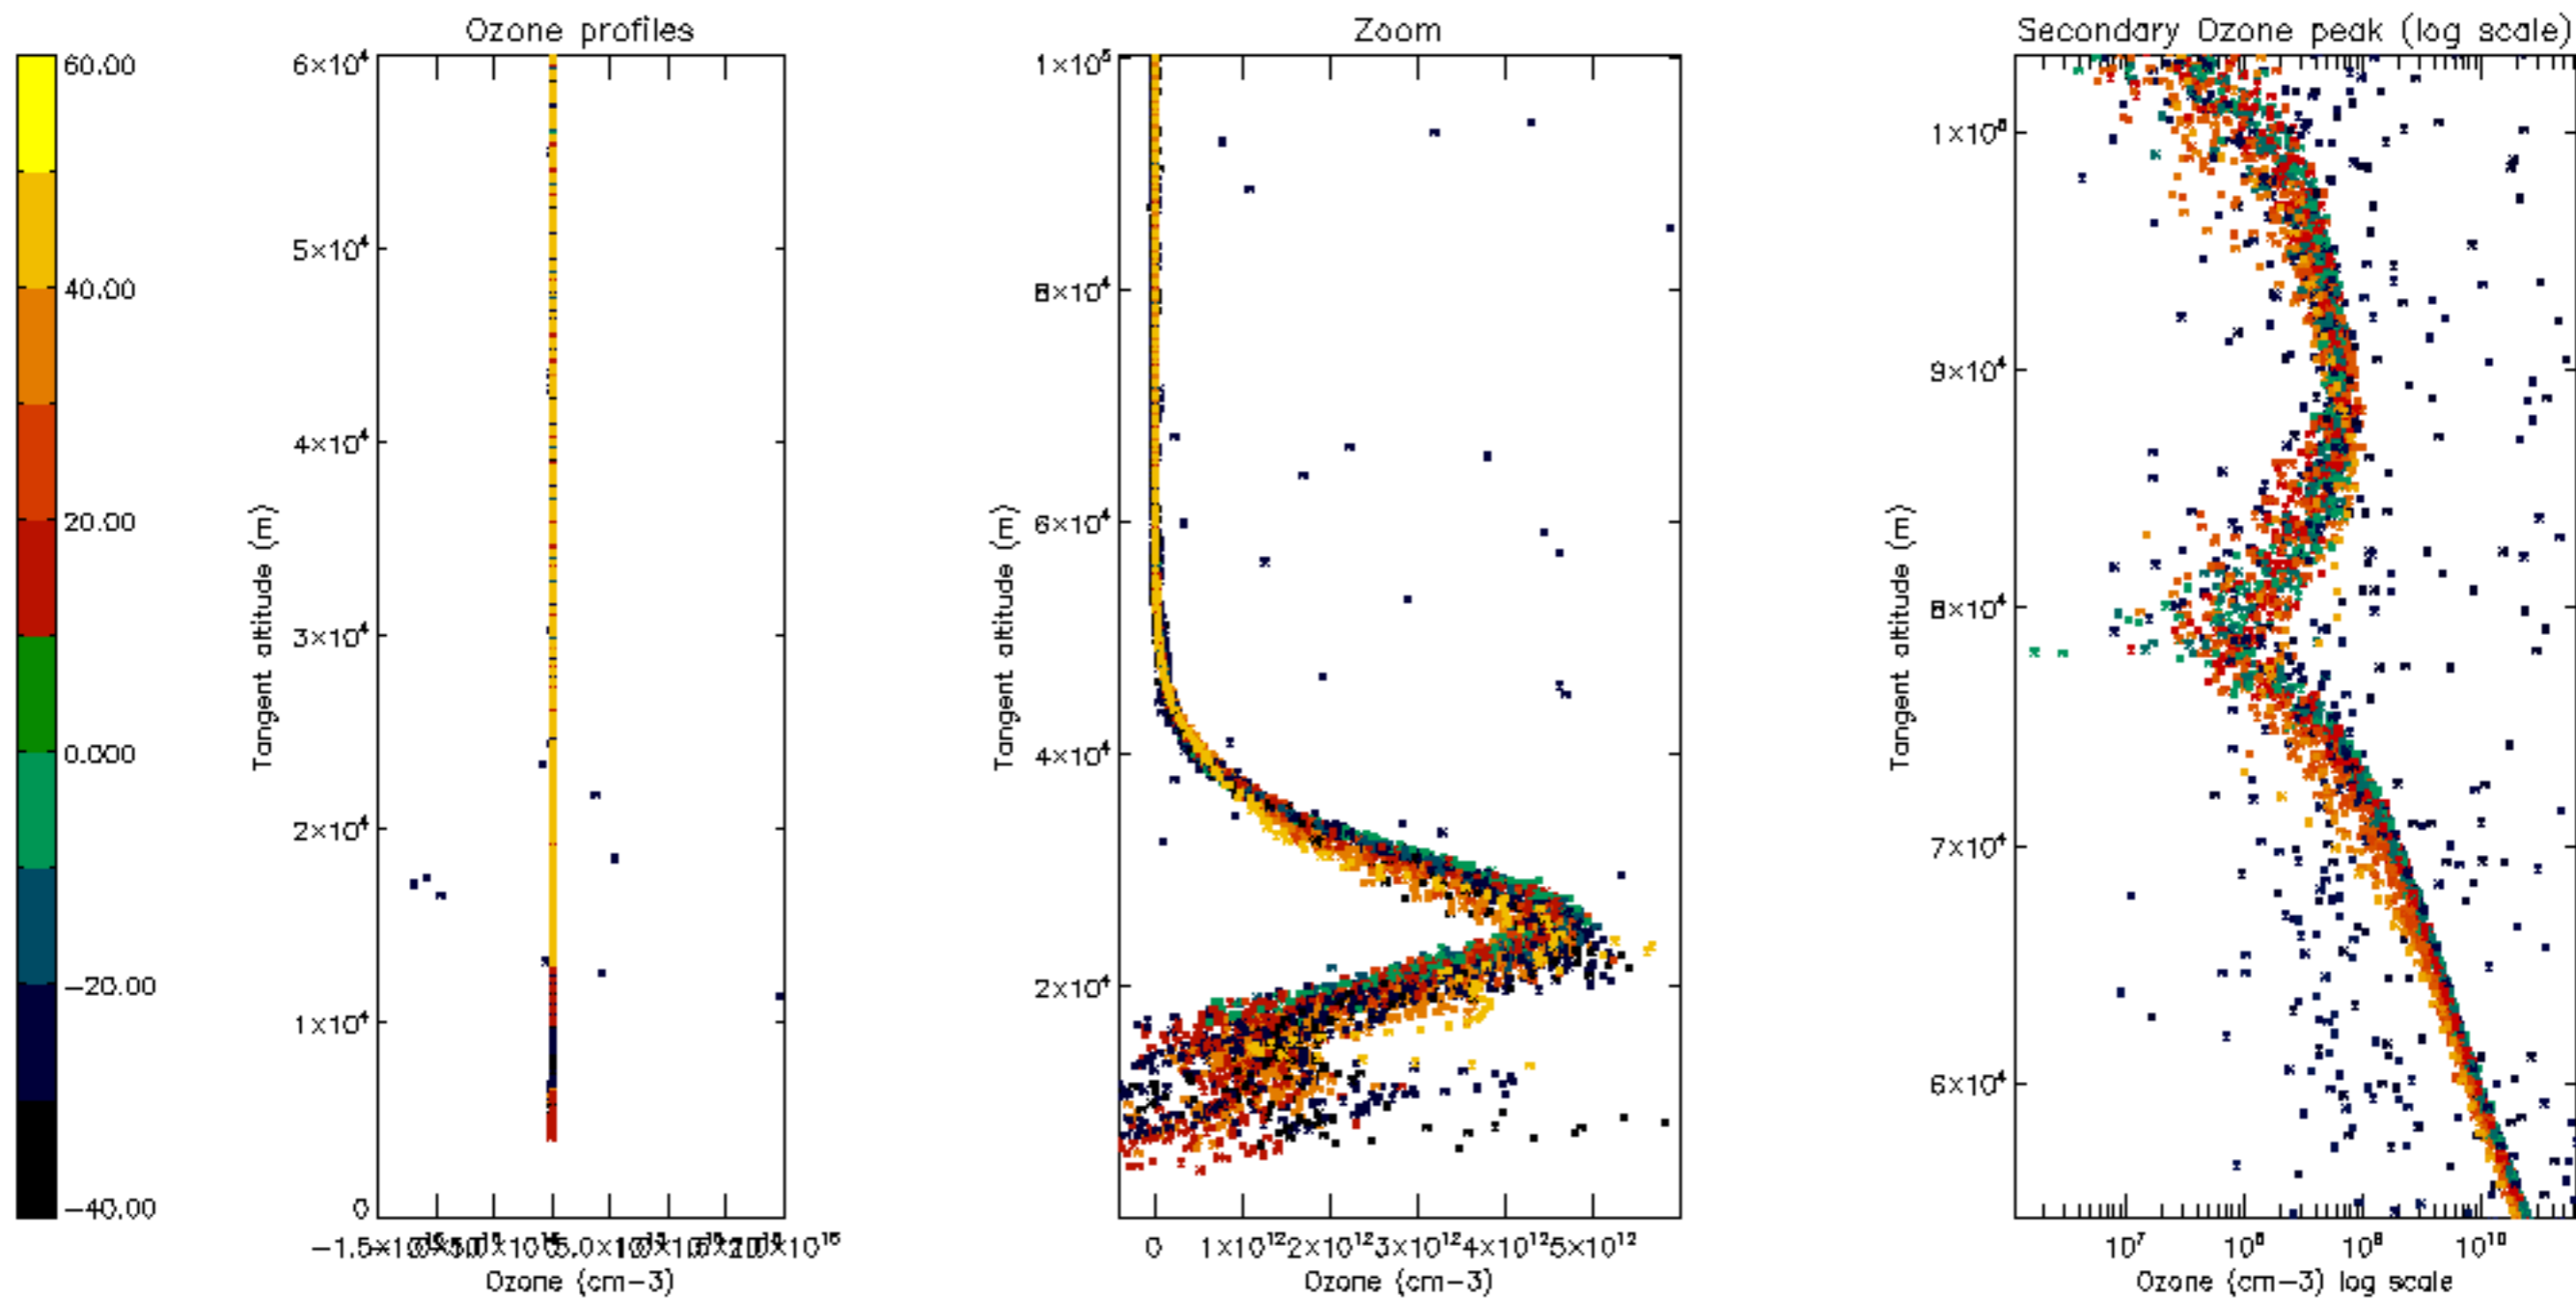 Ozone profiles
Zoom
Secondary Ozone peak (log scale)
60.00
40.00
20.00
0.000
−20.00
−40.00
6×10⁴
5×10⁴
4×10⁴
3×10⁴
2×10⁴
1×10⁴
0
Tangent altitude (m)
Ozone (cm−3)
1×10⁵
8×10⁴
6×10⁴
4×10⁴
2×10⁴
Tangent altitude (m)
0 1×10¹² 2×10¹² 3×10¹² 4×10¹² 5×10¹²
Ozone (cm−3)
9×10⁴
8×10⁴
7×10⁴
6×10⁴
Tangent altitude (m)
10⁷ 10⁸ 10⁹ 10¹⁰
Ozone (cm−3) log scale